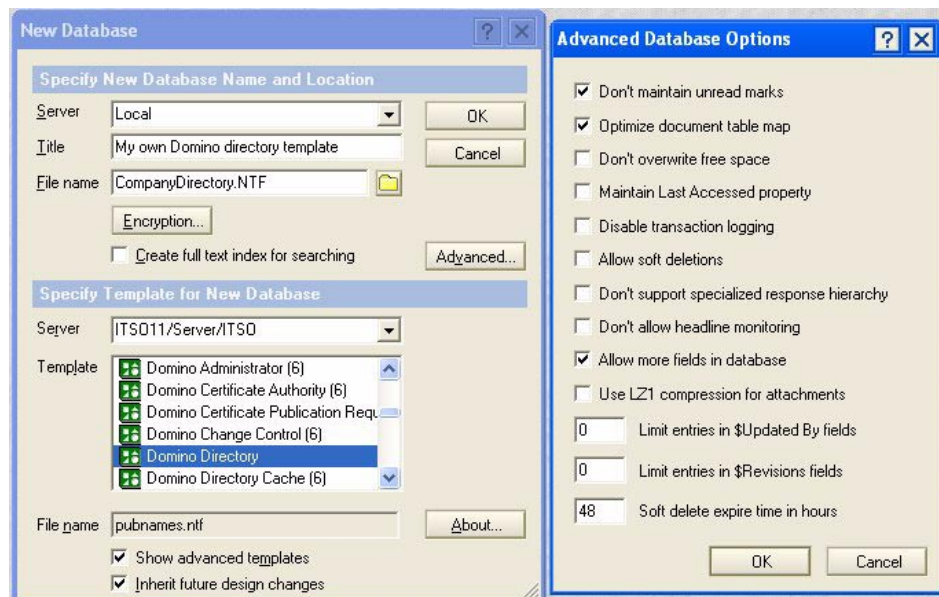 New Database
Specify New Database Name and Location
Server Local OK
Title My own Domino directory template Cancel
File name CompanyDirectory.NTF
Encryption...
Create full text index for searching Advanced...
Specify Template for New Database
Server ITSO11/Server/ITSO
Template Domino Administrator (6)
Domino Certificate Authority (6)
Domino Certificate Publication Requ
Domino Change Control (6)
Domino Directory
Domino Directory Cache (6)
File name pubnames.ntf About...
Show advanced templates
Inherit future design changes
Advanced Database Options
Don't maintain unread marks
Optimize document table map
Don't overwrite free space
Maintain Last Accessed property
Disable transaction logging
Allow soft deletions
Don't support specialized response hierarchy
Don't allow headline monitoring
Allow more fields in database
Use LZ1 compression for attachments
0 Limit entries in $Updated By fields
0 Limit entries in $Revisions fields
48 Soft delete expire time in hours
OK Cancel